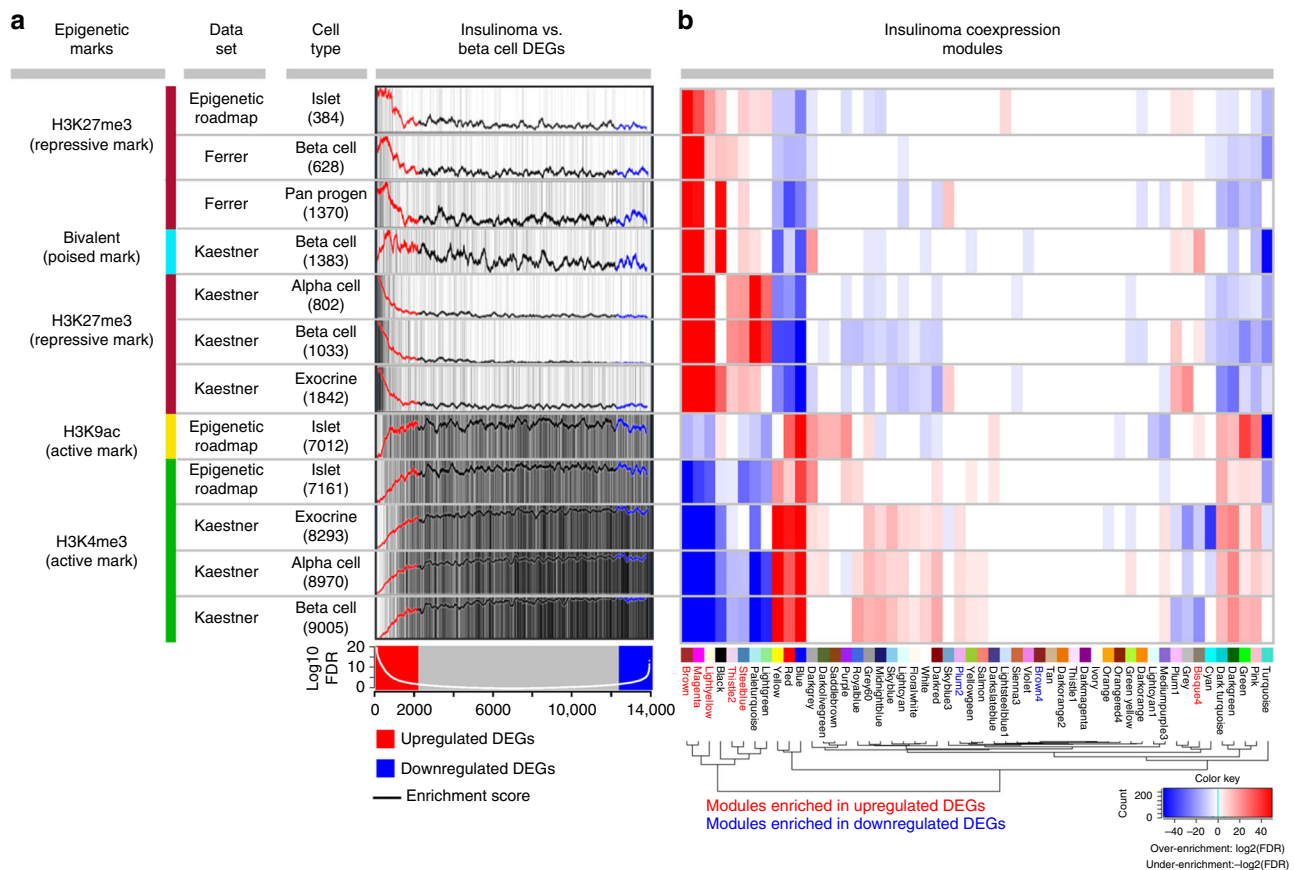 a
Epigenetic
marks
Data
set
Cell
type
Insulinoma vs.
beta cell DEGs
H3K27me3
(repressive mark)
Bivalent
(poised mark)
H3K27me3
(repressive mark)
H3K9ac
(active mark)
H3K4me3
(active mark)
Epigenetic
roadmap
Islet
(384)
Ferrer
Beta cell
(628)
Ferrer
Pan progen
(1370)
Kaestner
Beta cell
(1383)
Kaestner
Alpha cell
(802)
Kaestner
Beta cell
(1033)
Kaestner
Exocrine
(1842)
Epigenetic
roadmap
Islet
(7012)
Epigenetic
roadmap
Islet
(7161)
Kaestner
Exocrine
(8293)
Kaestner
Alpha cell
(8970)
Kaestner
Beta cell
(9005)
Log10
FDR
20
10
0
0
2000
6000
10,000
14,000
Upregulated DEGs
Downregulated DEGs
Enrichment score
b
Insulinoma coexpression
modules
Brown
Magenta
Lightyellow
Black
Thistle2
Steelblue
Paleturquoise
Lightgreen
Yellow
Red
Blue
Darkgrey
Darkolivegreen
Saddlebrown
Purple
Royalblue
Grey60
Midnightblue
Skyblue
Lightcyan
Floralwhite
White
Darkred
Skyblue3
Plum2
Yellowgeen
Salmon
Darkslateblue
Lightsteelblue1
Sienna3
Violet
Brown4
Tan
Darkorange2
Thistle1
Darkmagenta
Ivory
Orange
Orangered4
Green yellow
Darkorange
Lightcyan1
Mediumpurple3
Plum1
Grey
Bisque4
Cyan
Dark turquoise
Darkgreen
Green
Pink
Turquoise
Modules enriched in upregulated DEGs
Modules enriched in downregulated DEGs
Color key
Count
200
0
−40 −20 0 20 40
Over-enrichment: log2(FDR)
Under-enrichment:–log2(FDR)